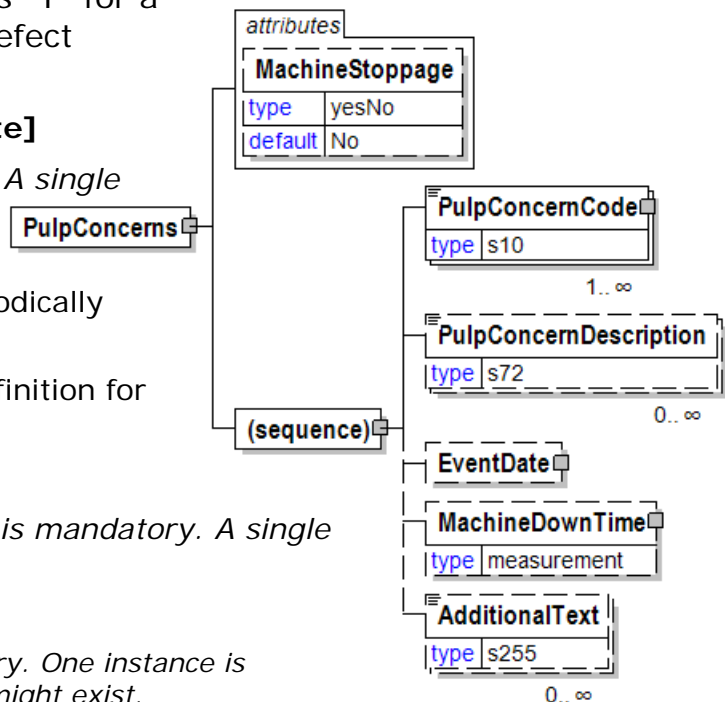 for a
efect
te]
A single
odically
finition for
is mandatory. A single
ry. One instance is
might exist.
attributes
MachineStoppage
type yesNo
default No
PulpConcerns
(sequence)
PulpConcernCode
type s10
1.. ∞
PulpConcernDescription
type s72
0.. ∞
EventDate
MachineDownTime
type measurement
AdditionalText
type s255
0.. ∞